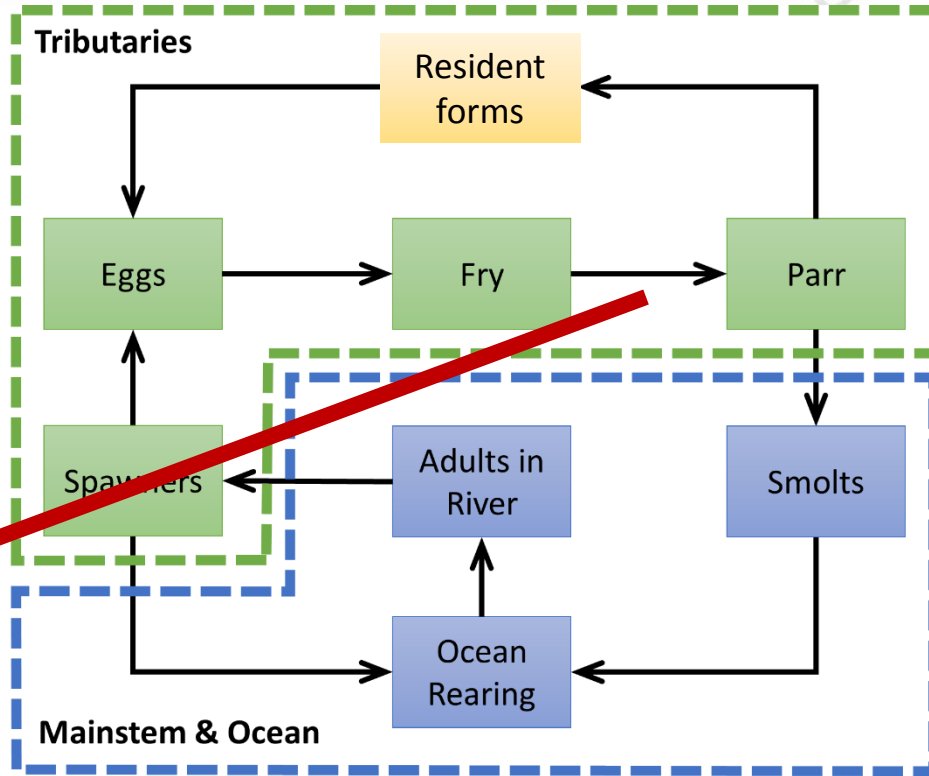 Tributaries
Resident
forms
Eggs
Fry
Parr
Spawners
Adults in
River
Smolts
Ocean
Rearing
Mainstem & Ocean